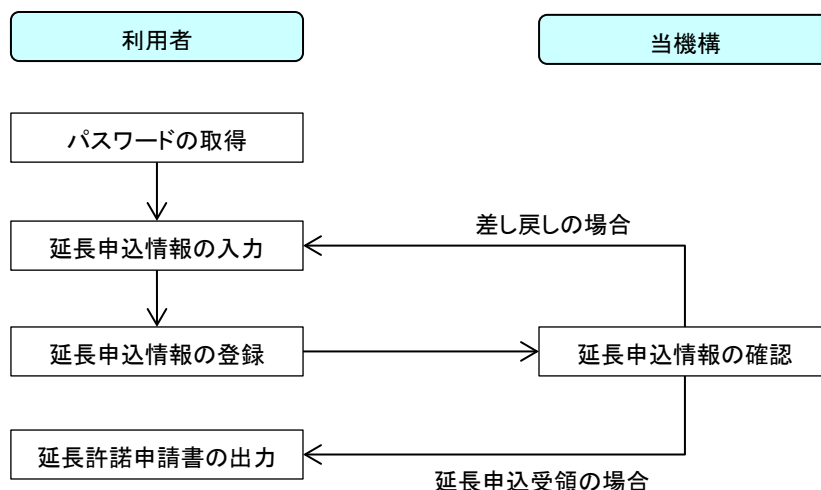 利用者
当機構
パスワードの取得
差し戻しの場合
延長申込情報の入力
延長申込情報の登録
延長申込情報の確認
延長許諾申請書の出力
延長申込受領の場合